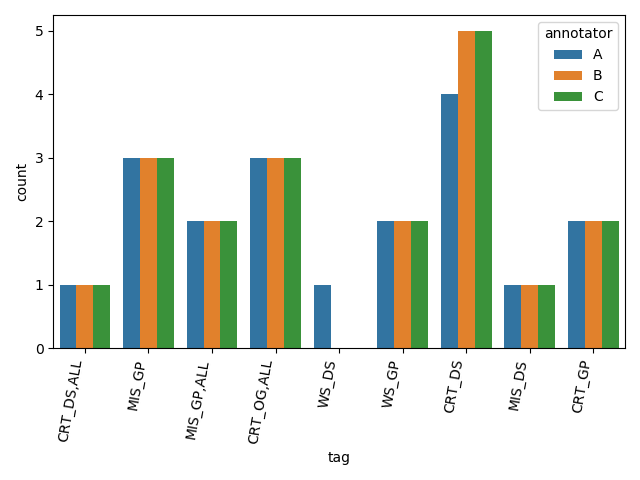 annotator
A
B
C
count
5
4
3
2
1
0
CRT_DS,ALL
MIS_GP
MIS_GP,ALL
CRT_OG,ALL
WS_DS
WS_GP
CRT_DS
MIS_DS
CRT_GP
tag